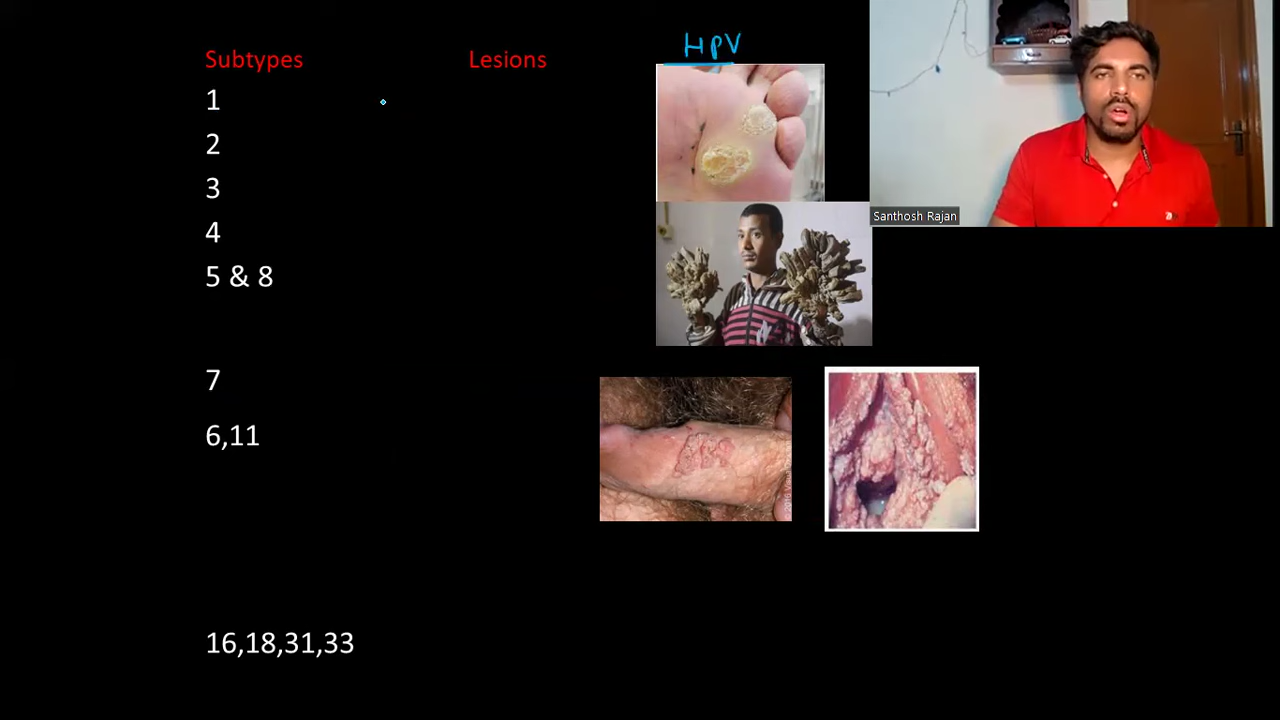 HPV
Subtypes Lesions
1
2
3
4
5 & 8
7
6,11
16,18,31,33
Santhosh Rajan